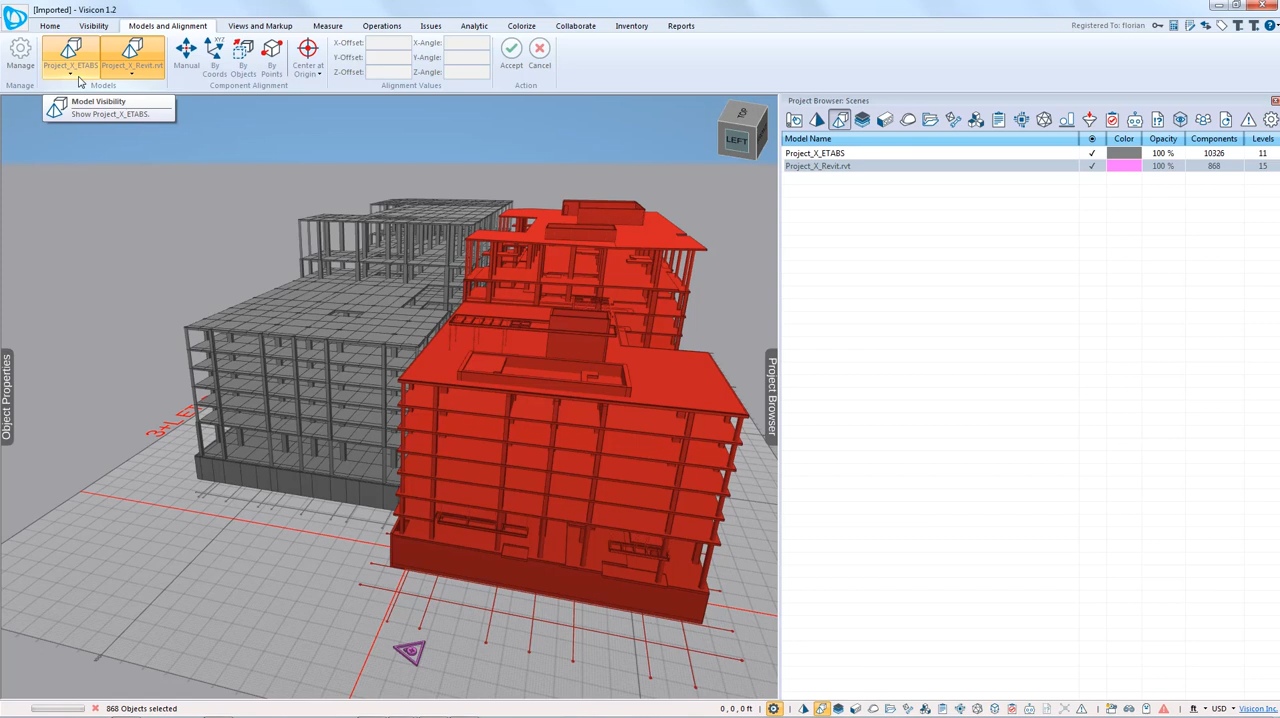 [Imported] - Visicon 1.2
Home Visibility Models and Alignment Views and Markup Measure Operations Issues Analytic Colorize Collaborate Inventory Reports
Registered To: florian
Manage
Project_X_ETABS
Project_X_Revit.rvt
Manual
XYZ
By Coords
By Objects
By Points
Center at Origin
X-Offset: X-Angle:
Y-Offset: Y-Angle:
Z-Offset: Z-Angle:
Accept
Cancel
Manage Models Component Alignment Alignment Values Action
Model Visibility
Show Project_X_ETABS.
TOP
LEFT
Object Properties
Project Browser
Project Browser: Scenes
Model Name Color Opacity Components Levels
Project_X_ETABS ✓ 100 % 10326 11
Project_X_Revit.rvt ✓ 100 % 868 15
868 Objects selected
0 , 0 , 0 ft
ft USD Visicon Inc.